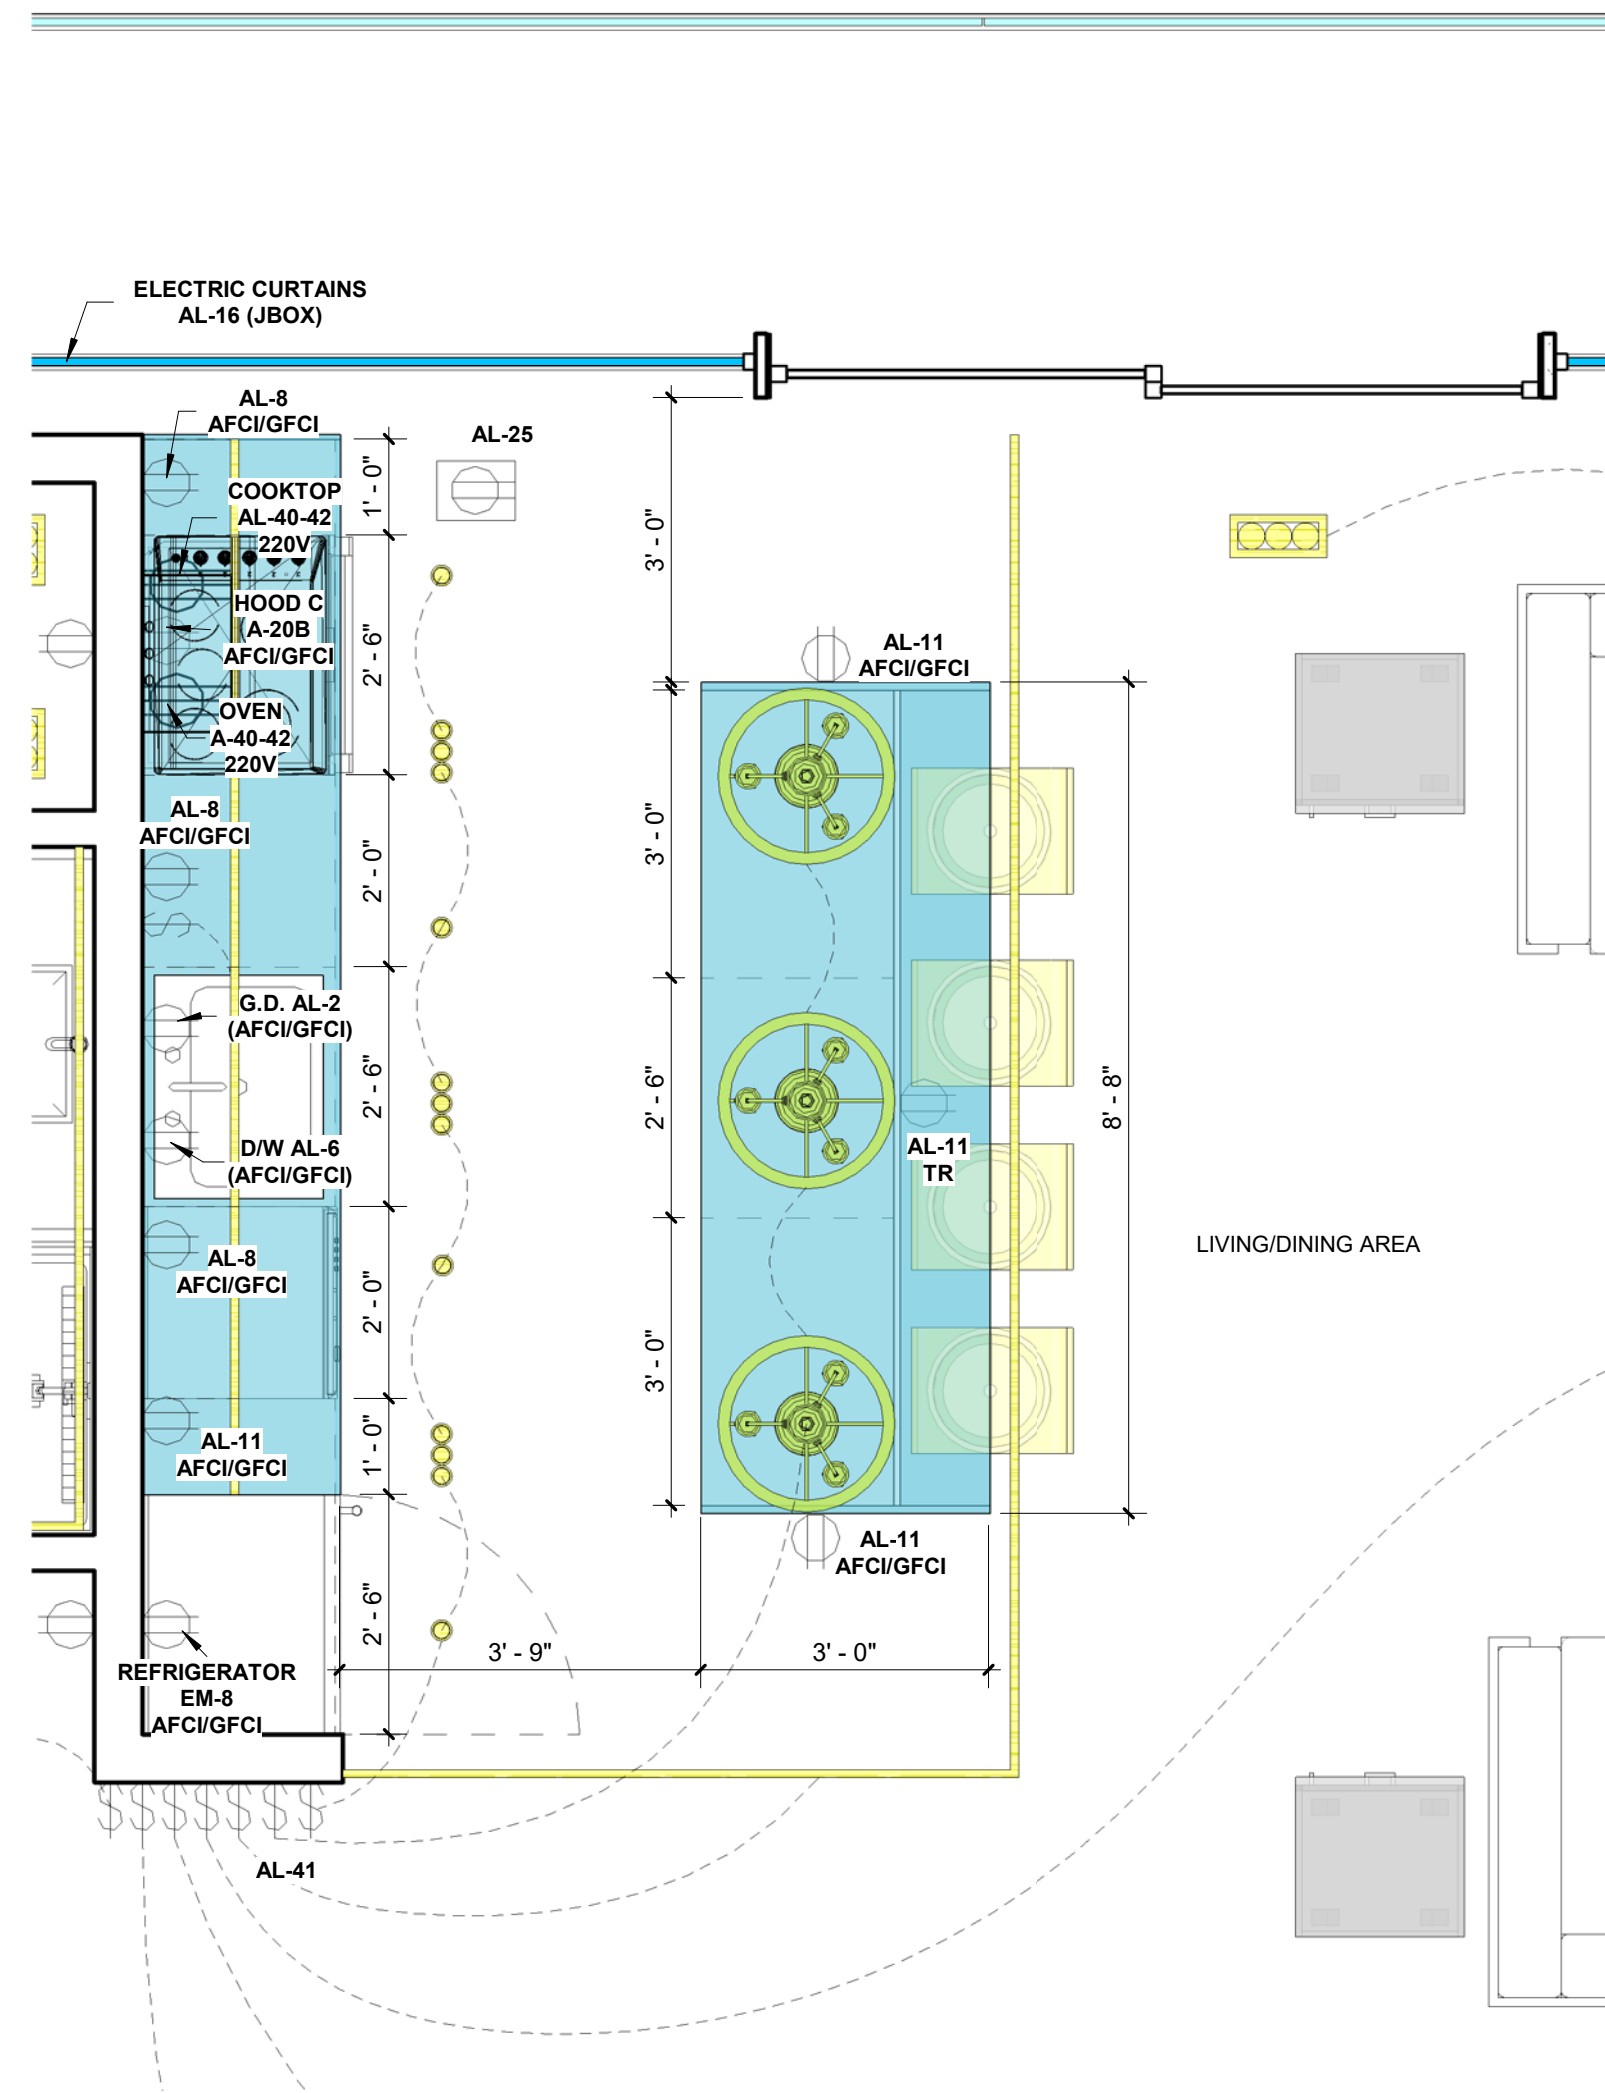 ELECTRIC CURTAINS
AL-16 (JBOX)
AL-8
AFCI/GFCI
AL-25
1' - 0"
COOKTOP
AL-40-42
220V
3' - 0"
HOOD C
A-20B
AFCI/GFCI
2' - 6"
AL-11
AFCI/GFCI
OVEN
A-40-42
220V
AL-8
AFCI/GFCI
2' - 0"
3' - 0"
G.D. AL-2
(AFCI/GFCI)
2' - 6"
2' - 6"
8' - 8"
D/W AL-6
(AFCI/GFCI)
AL-11
TR
LIVING/DINING AREA
AL-8
AFCI/GFCI
2' - 0"
3' - 0"
AL-11
AFCI/GFCI
1' - 0"
AL-11
AFCI/GFCI
2' - 6"
3' - 9"
3' - 0"
REFRIGERATOR
EM-8
AFCI/GFCI
AL-41